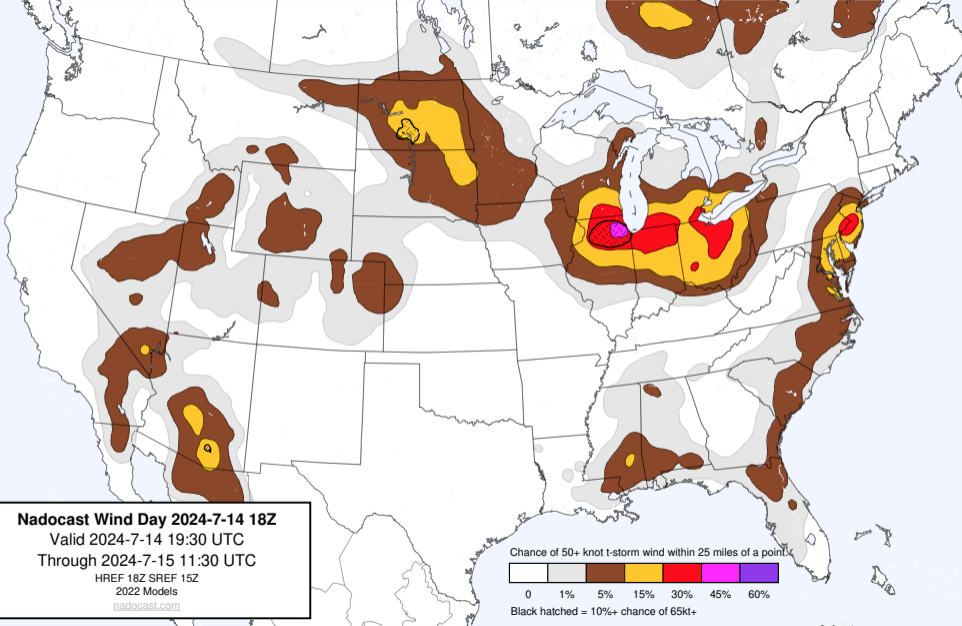 Nadocast Wind Day 2024-7-14 18Z
Valid 2024-7-14 19:30 UTC
Through 2024-7-15 11:30 UTC
HREF 18Z SREF 15Z
2022 Models
nadocast.com
Chance of 50+ knot t-storm wind within 25 miles of a point.
0 1% 5% 15% 30% 45% 60%
Black hatched = 10%+ chance of 65kt+